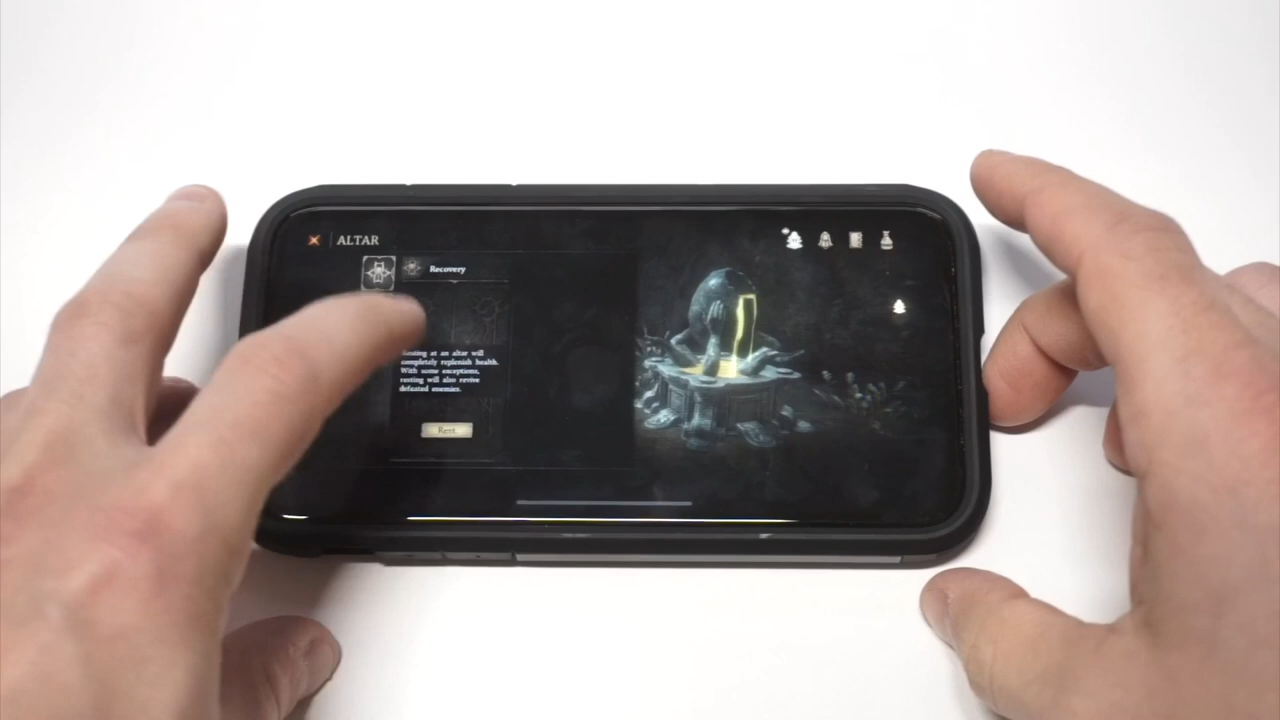 ALTAR
Recovery
Resting at an altar will
completely replenish health.
With some exceptions,
resting will also revive
defeated enemies.
Rest